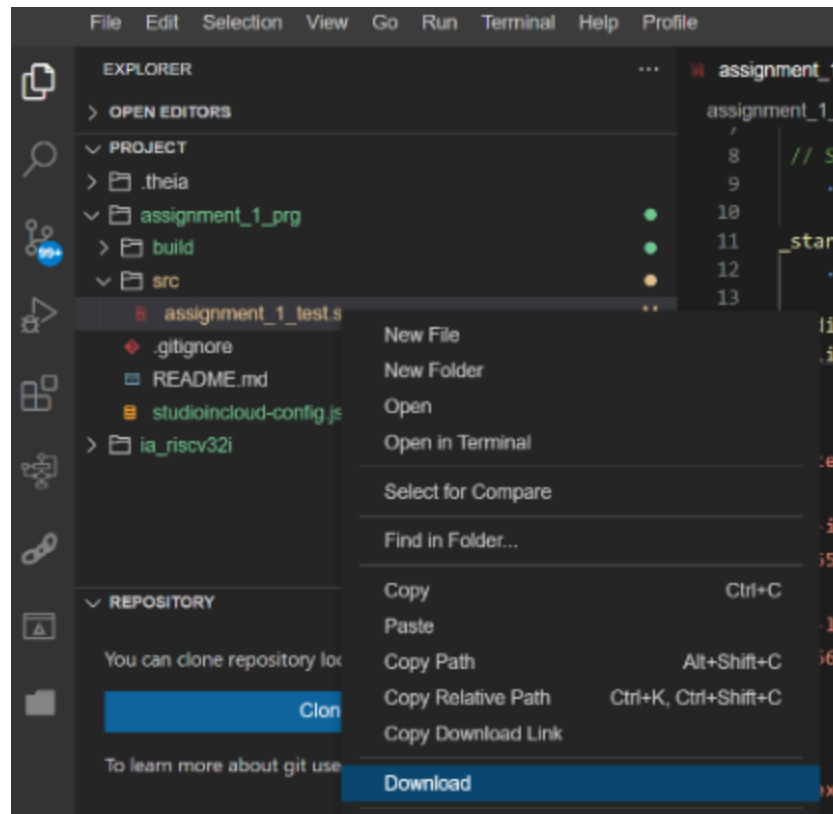 File Edit Selection View Go Run Terminal Help Profile
EXPLORER ...
OPEN EDITORS
PROJECT
.theia
assignment_1_prg
build
src
assignment_1_test.s
.gitignore
README.md
studioincloud-config.js
ia_riscv32i
REPOSITORY
You can clone repository loc
Clon
To learn more about git use
99+
New File
New Folder
Open
Open in Terminal
Select for Compare
Find in Folder...
Copy Ctrl+C
Paste
Copy Path Alt+Shift+C
Copy Relative Path Ctrl+K, Ctrl+Shift+C
Copy Download Link
Download
assignment_1
assignment_1_
8 // S
9 .
10
11 _star
12 .
13